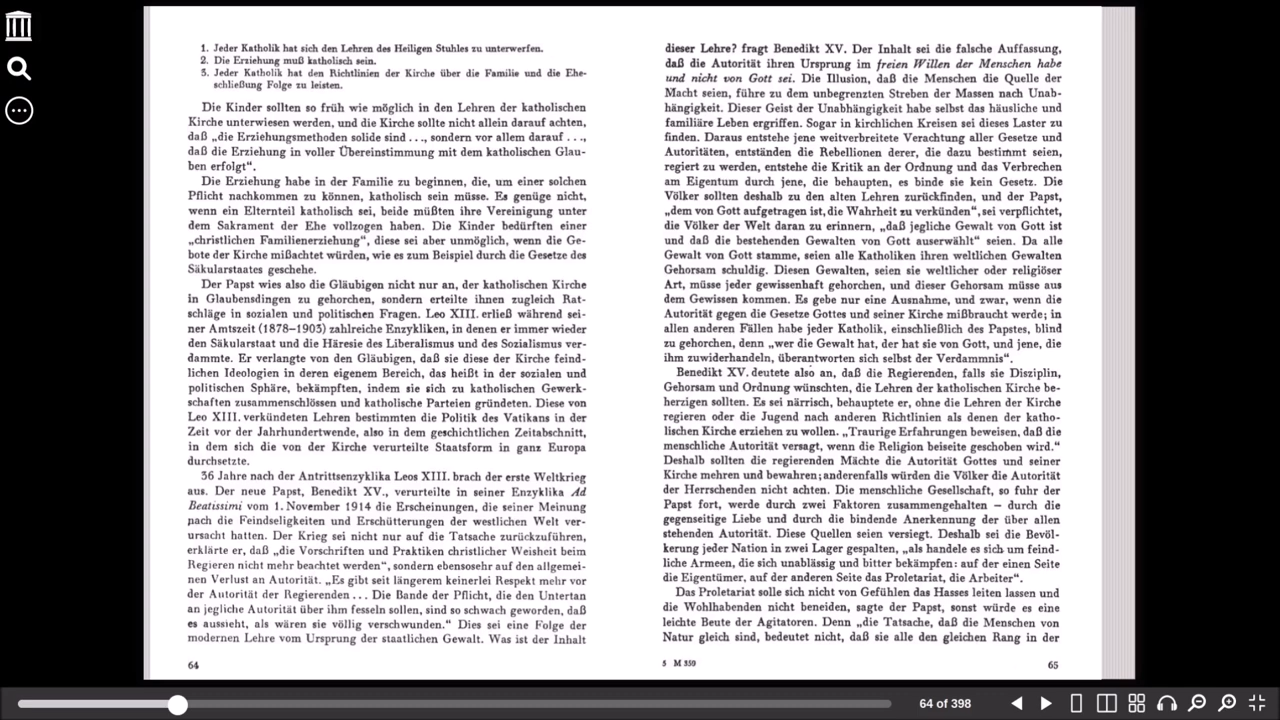 1. Jeder Katholik hat sich den Lehren des Heiligen Stuhles zu unterwerfen.
2. Die Erziehung muß katholisch sein.
3. Jeder Katholik hat den Richtlinien der Kirche über die Familie und die Ehe-
schließung Folge zu leisten.
Die Kinder sollten so früh wie möglich in den Lehren der katholischen
Kirche unterwiesen werden, und die Kirche sollte nicht allein darauf achten,
daß „die Erziehungsmethoden solide sind . . ., sondern vor allem darauf . . .,
daß die Erziehung in voller Übereinstimmung mit dem katholischen Glau-
ben erfolgt“.
Die Erziehung habe in der Familie zu beginnen, die, um einer solchen
Pflicht nachkommen zu können, katholisch sein müsse. Es genüge nicht,
wenn ein Elternteil katholisch sei, beide müßten ihre Vereinigung unter
dem Sakrament der Ehe vollzogen haben. Die Kinder bedürften einer
„christlichen Familienerziehung“, diese sei aber unmöglich, wenn die Ge-
bote der Kirche mißachtet würden, wie es zum Beispiel durch die Gesetze des
Säkularstaates geschehe.
Der Papst wies also die Gläubigen nicht nur an, der katholischen Kirche
in Glaubensdingen zu gehorchen, sondern erteilte ihnen zugleich Rat-
schläge in sozialen und politischen Fragen. Leo XIII. erließ während sei-
ner Amtszeit (1878–1903) zahlreiche Enzykliken, in denen er immer wieder
den Säkularstaat und die Häresie des Liberalismus und des Sozialismus ver-
dammte. Er verlangte von den Gläubigen, daß sie diese der Kirche feind-
lichen Ideologien in deren eigenem Bereich, das heißt in der sozialen und
politischen Sphäre, bekämpften, indem sie sich zu katholischen Gewerk-
schaften zusammenschlössen und katholische Parteien gründeten. Diese von
Leo XIII. verkündeten Lehren bestimmten die Politik des Vatikans in der
Zeit vor der Jahrhundertwende, also in dem geschichtlichen Zeitabschnitt,
in dem sich die von der Kirche verurteilte Staatsform in ganz Europa
durchsetzte.
36 Jahre nach der Antrittsenzyklika Leos XIII. brach der erste Weltkrieg
aus. Der neue Papst, Benedikt XV., verurteilte in seiner Enzyklika Ad
Beatissimi vom 1. November 1914 die Erscheinungen, die seiner Meinung
nach die Feindseligkeiten und Erschütterungen der westlichen Welt ver-
ursacht hatten. Der Krieg sei nicht nur auf die Tatsache zurückzuführen,
erklärte er, daß „die Vorschriften und Praktiken christlicher Weisheit beim
Regieren nicht mehr beachtet werden“, sondern ebensosehr auf den allgemei-
nen Verlust an Autorität. „Es gibt seit längerem keinerlei Respekt mehr vor
der Autorität der Regierenden . . . Die Bande der Pflicht, die den Untertan
an jegliche Autorität über ihm fesseln sollen, sind so schwach geworden, daß
es aussieht, als wären sie völlig verschwunden.“ Dies sei eine Folge der
modernen Lehre vom Ursprung der staatlichen Gewalt. Was ist der Inhalt
64
dieser Lehre? fragt Benedikt XV. Der Inhalt sei die falsche Auffassung,
daß die Autorität ihren Ursprung im freien Willen der Menschen habe
und nicht von Gott sei. Die Illusion, daß die Menschen die Quelle der
Macht seien, führe zu dem unbegrenzten Streben der Massen nach Unab-
hängigkeit. Dieser Geist der Unabhängigkeit habe selbst das häusliche und
familiäre Leben ergriffen. Sogar in kirchlichen Kreisen sei dieses Laster zu
finden. Daraus entstehe jene weitverbreitete Verachtung aller Gesetze und
Autoritäten, entständen die Rebellionen derer, die dazu bestimmt seien,
regiert zu werden, entstehe die Kritik an der Ordnung und das Verbrechen
am Eigentum durch jene, die behaupten, es binde sie kein Gesetz. Die
Völker sollten deshalb zu den alten Lehren zurückfinden, und der Papst,
„dem von Gott aufgetragen ist, die Wahrheit zu verkünden“, sei verpflichtet,
die Völker der Welt daran zu erinnern, „daß jegliche Gewalt von Gott ist
und daß die bestehenden Gewalten von Gott auserwählt“ seien. Da alle
Gewalt von Gott stamme, seien alle Katholiken ihren weltlichen Gewalten
Gehorsam schuldig. Diesen Gewalten, seien sie weltlicher oder religiöser
Art, müsse jeder gewissenhaft gehorchen, und dieser Gehorsam müsse aus
dem Gewissen kommen. Es gebe nur eine Ausnahme, und zwar, wenn die
Autorität gegen die Gesetze Gottes und seiner Kirche mißbraucht werde; in
allen anderen Fällen habe jeder Katholik, einschließlich des Papstes, blind
zu gehorchen, denn „wer die Gewalt hat, der hat sie von Gott, und jene, die
ihm zuwiderhandeln, überantworten sich selbst der Verdammnis“.
Benedikt XV. deutete also an, daß die Regierenden, falls sie Disziplin,
Gehorsam und Ordnung wünschten, die Lehren der katholischen Kirche be-
herzigen sollten. Es sei närrisch, behauptete er, ohne die Lehren der Kirche
regieren oder die Jugend nach anderen Richtlinien als denen der katho-
lischen Kirche erziehen zu wollen. „Traurige Erfahrungen beweisen, daß die
menschliche Autorität versagt, wenn die Religion beiseite geschoben wird.“
Deshalb sollten die regierenden Mächte die Autorität Gottes und seiner
Kirche mehren und bewahren; anderenfalls würden die Völker die Autorität
der Herrschenden nicht achten. Die menschliche Gesellschaft, so fuhr der
Papst fort, werde durch zwei Faktoren zusammengehalten – durch die
gegenseitige Liebe und durch die bindende Anerkennung der über allen
stehenden Autorität. Diese Quellen seien versiegt. Deshalb sei die Bevöl-
kerung jeder Nation in zwei Lager gespalten, „als handele es sich um feind-
liche Armeen, die sich unablässig und bitter bekämpfen: auf der einen Seite
die Eigentümer, auf der anderen Seite das Proletariat, die Arbeiter“.
Das Proletariat solle sich nicht von Gefühlen das Hasses leiten lassen und
die Wohlhabenden nicht beneiden, sagte der Papst, sonst würde es eine
leichte Beute der Agitatoren. Denn „die Tatsache, daß die Menschen von
Natur gleich sind, bedeutet nicht, daß sie alle den gleichen Rang in der
5 M 359
65
64 of 398